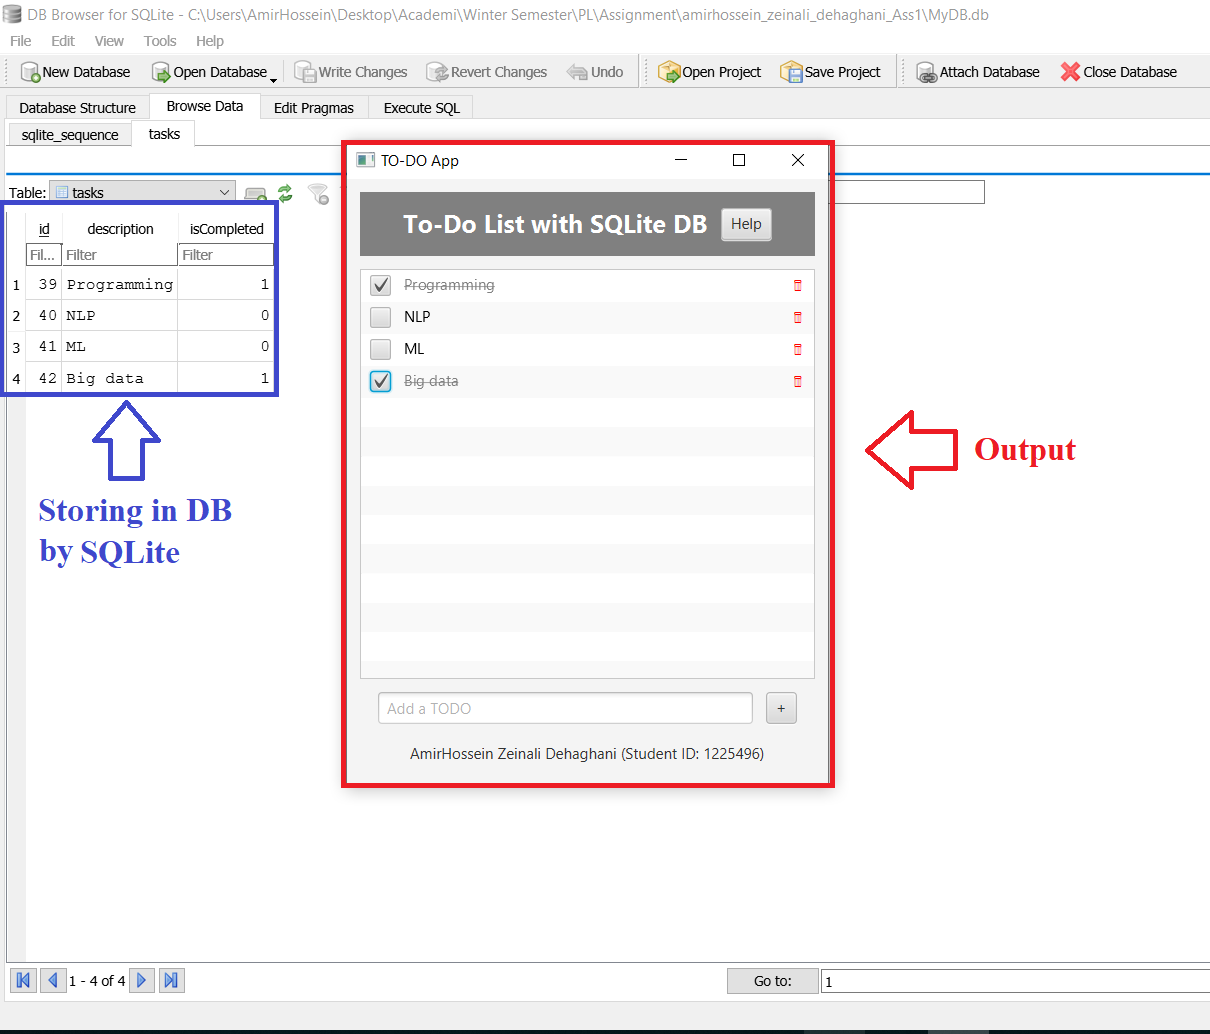 DB Browser for SQLite - C:\Users\AmirHossein\Desktop\Academi\Winter Semester\PL\Assignment\amirhossein_zeinali_dehaghani_Ass1\MyDB.db
File Edit View Tools Help
New Database Open Database Write Changes Revert Changes Undo Open Project Save Project Attach Database Close Database
Database Structure Browse Data Edit Pragmas Execute SQL
sqlite_sequence tasks
Table: tasks
id description isCompleted
Fil... Filter Filter
1 39 Programming 1
2 40 NLP 0
3 41 ML 0
4 42 Big data 1
Storing in DB
by SQLite
TO-DO App
To-Do List with SQLite DB Help
Programming
NLP
ML
Big data
Add a TODO +
AmirHossein Zeinali Dehaghani (Student ID: 1225496)
Output
1 - 4 of 4 Go to: 1